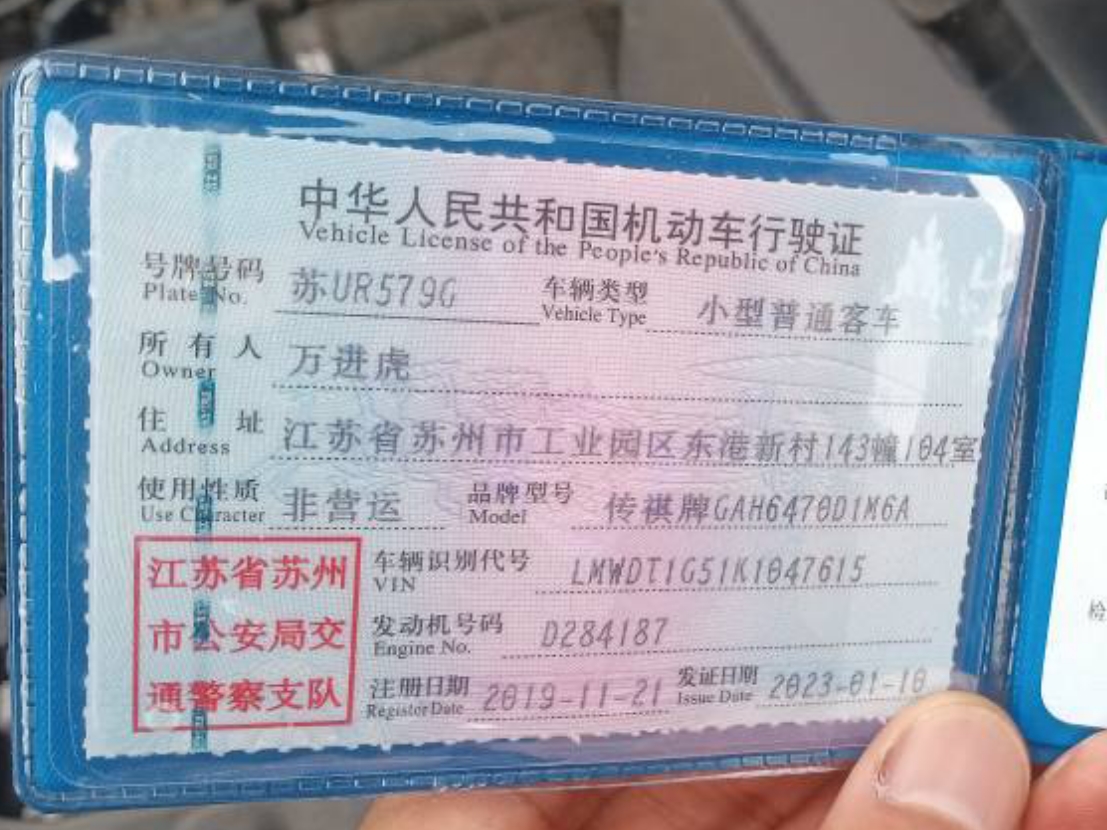 中华人民共和国机动车行驶证
Vehicle License of the People's Republic of China
号牌号码 苏UR579G 车辆类型 小型普通客车
Plate No. Vehicle Type
所有人 万进虎
Owner
住址 江苏省苏州市工业园区东港新村143幢104室
Address
使用性质 非营运 品牌型号 传祺牌GAH6470D1M6A
Use Character Model
江苏省苏州
市公安局交
通警察支队
车辆识别代号 LMWDT1G51K1047615
VIN
发动机号码 D284187
Engine No.
注册日期 2019-11-21 发证日期 2023-01-10
Register Date Issue Date
检